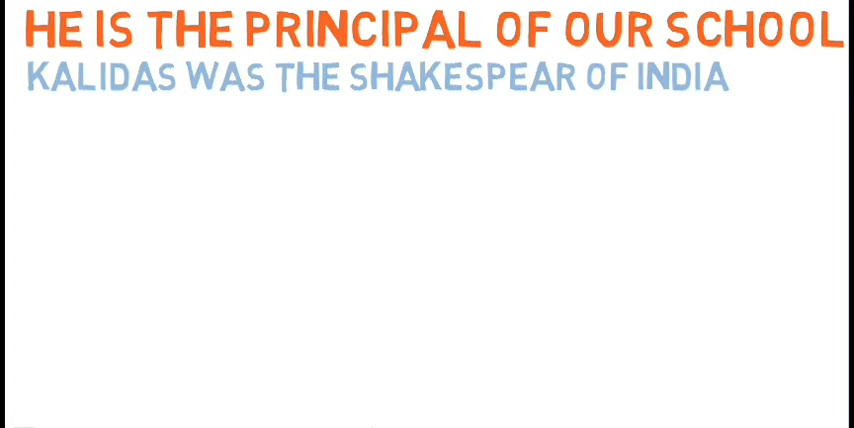 HE IS THE PRINCIPAL OF OUR SCHOOL
KALIDAS WAS THE SHAKESPEAR OF INDIA